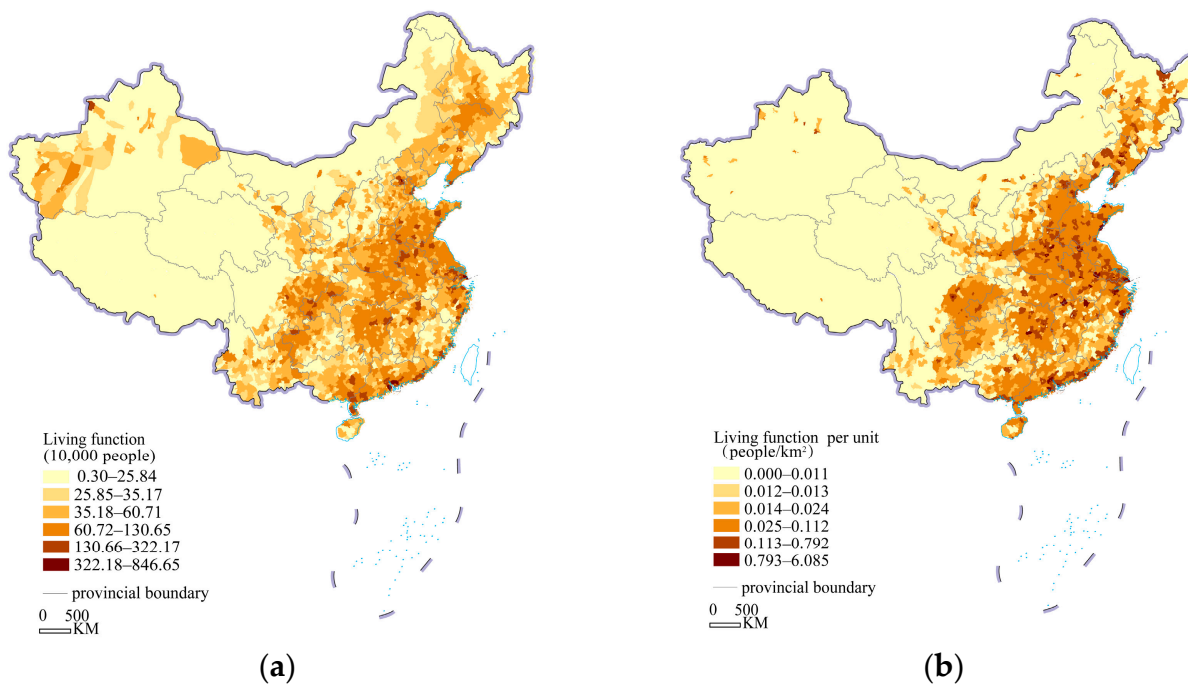 Living function
(10,000 people)
0.30–25.84
25.85–35.17
35.18–60.71
60.72–130.65
130.66–322.17
322.18–846.65
provincial boundary
0 500
KM
(a)
Living function per unit
(people/km²)
0.000–0.011
0.012–0.013
0.014–0.024
0.025–0.112
0.113–0.792
0.793–6.085
provincial boundary
0 500
KM
(b)